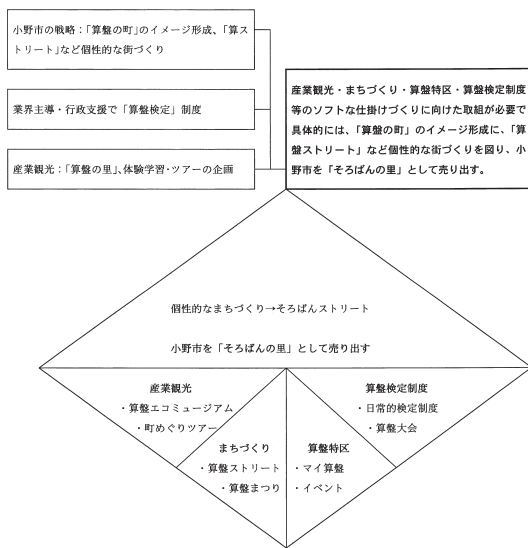 小野市の戦略：「算盤の町」のイメージ形成、「算ス
トリート」など個性的な街づくり
業界主導・行政支援で「算盤検定」制度
産業観光：「算盤の里」、体験学習・ツアーの企画
産業観光・まちづくり・算盤特区・算盤検定制度
等のソフトな仕掛けづくりに向けた取組が必要で
具体的には、「算盤の町」のイメージ形成に、「算
盤ストリート」など個性的な街づくりを図り、小
野市を「そろばんの里」として売り出す。
個性的なまちづくり→そろばんストリート
小野市を「そろばんの里」として売り出す
産業観光
・算盤エコミュージアム
・町めぐりツアー
まちづくり
・算盤ストリート
・算盤まつり
算盤特区
・マイ算盤
・イベント
算盤検定制度
・日常的検定制度
・算盤大会